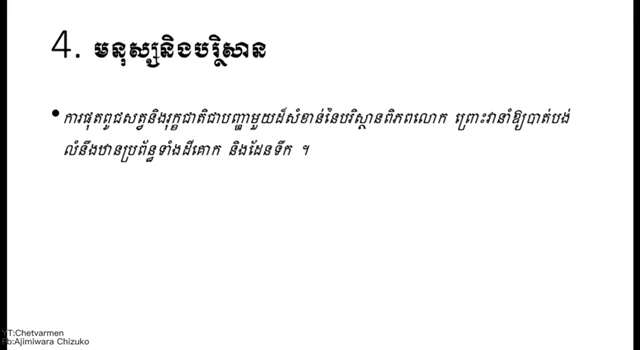 4. មនុស្សនិងបរិថ្សាន
• ការផុតពូជសត្វនិងរុក្ខជាតិជាបញ្ហាមួយដ៏សំខាន់នៃបរិស្ថានពិភពលោក ព្រោះវានាំឱ្យបាត់បង់
លំនឹងឋានប្រព័ន្ឋទាំងដីគោក និងដែនទឹក ។
YT:Chetvarmen
Fb:Ajimiwara Chizuko